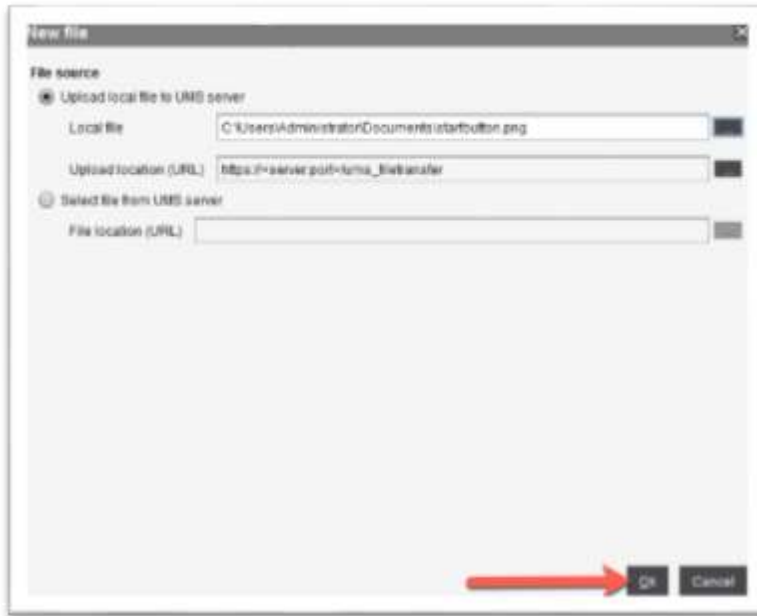 New file
File source
Upload local file to UMS server
Local file C:\Users\Administrator\Documents\startbutton.png
Upload location (URL) https://<server:port>/ums_filetransfer
Select file from UMS server
File location (URL)
Ok Cancel